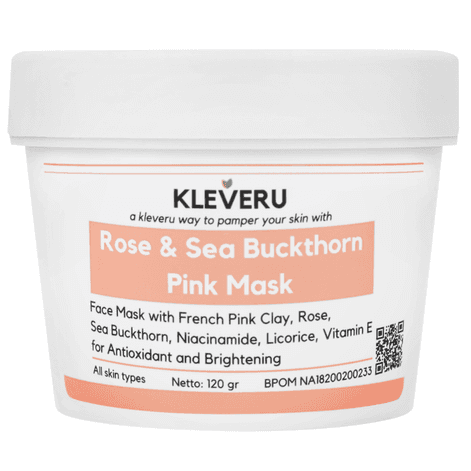 KLEVERU
a kleveru way to pamper your skin with
Rose & Sea Buckthorn
Pink Mask
Face Mask with French Pink Clay, Rose,
Sea Buckthorn, Niacinamide, Licorice, Vitamin E
for Antioxidant and Brightening
All skin types Netto: 120 gr BPOM NA18200200233